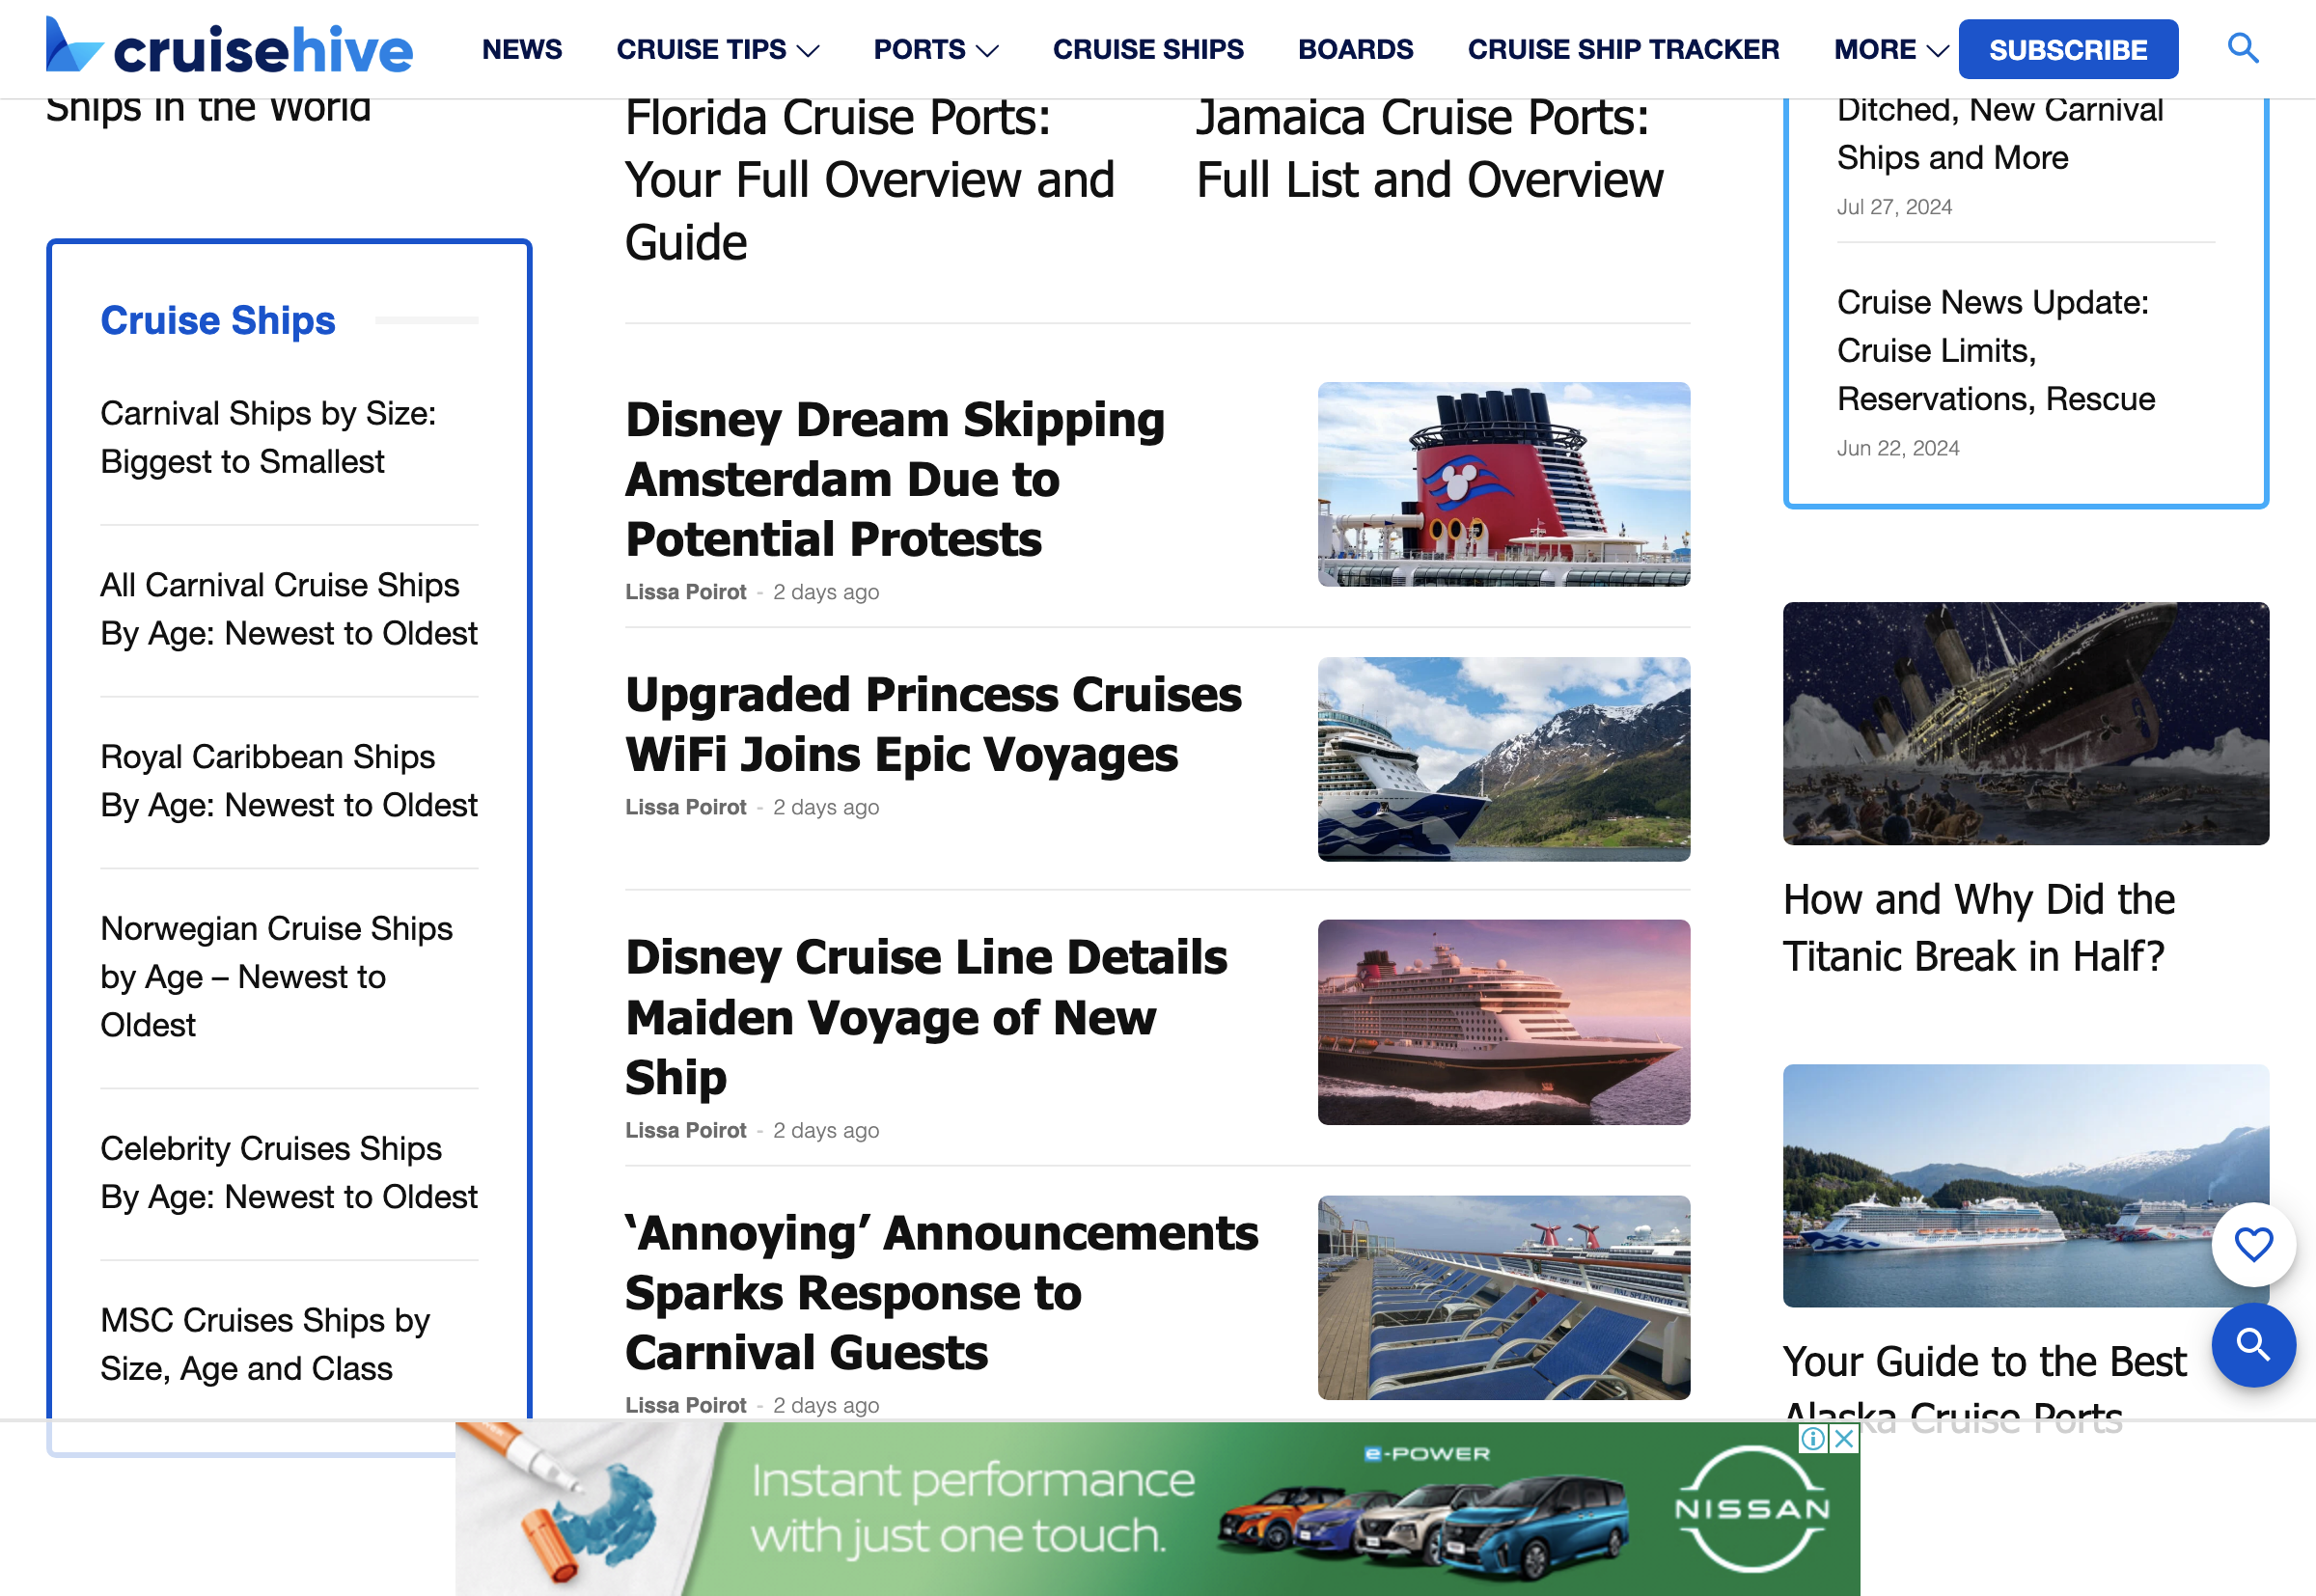 cruisehive
NEWS
CRUISE TIPS
PORTS
CRUISE SHIPS
BOARDS
CRUISE SHIP TRACKER
MORE
SUBSCRIBE
Ships in the World
Cruise Ships
Carnival Ships by Size:
Biggest to Smallest
All Carnival Cruise Ships
By Age: Newest to Oldest
Royal Caribbean Ships
By Age: Newest to Oldest
Norwegian Cruise Ships
by Age – Newest to
Oldest
Celebrity Cruises Ships
By Age: Newest to Oldest
MSC Cruises Ships by
Size, Age and Class
Florida Cruise Ports:
Your Full Overview and
Guide
Jamaica Cruise Ports:
Full List and Overview
Disney Dream Skipping
Amsterdam Due to
Potential Protests
Lissa Poirot - 2 days ago
Upgraded Princess Cruises
WiFi Joins Epic Voyages
Lissa Poirot - 2 days ago
Disney Cruise Line Details
Maiden Voyage of New
Ship
Lissa Poirot - 2 days ago
‘Annoying’ Announcements
Sparks Response to
Carnival Guests
Lissa Poirot - 2 days ago
Ditched, New Carnival
Ships and More
Jul 27, 2024
Cruise News Update:
Cruise Limits,
Reservations, Rescue
Jun 22, 2024
How and Why Did the
Titanic Break in Half?
Your Guide to the Best
Alaska Cruise Ports
Instant performance
with just one touch.
e-POWER
NISSAN